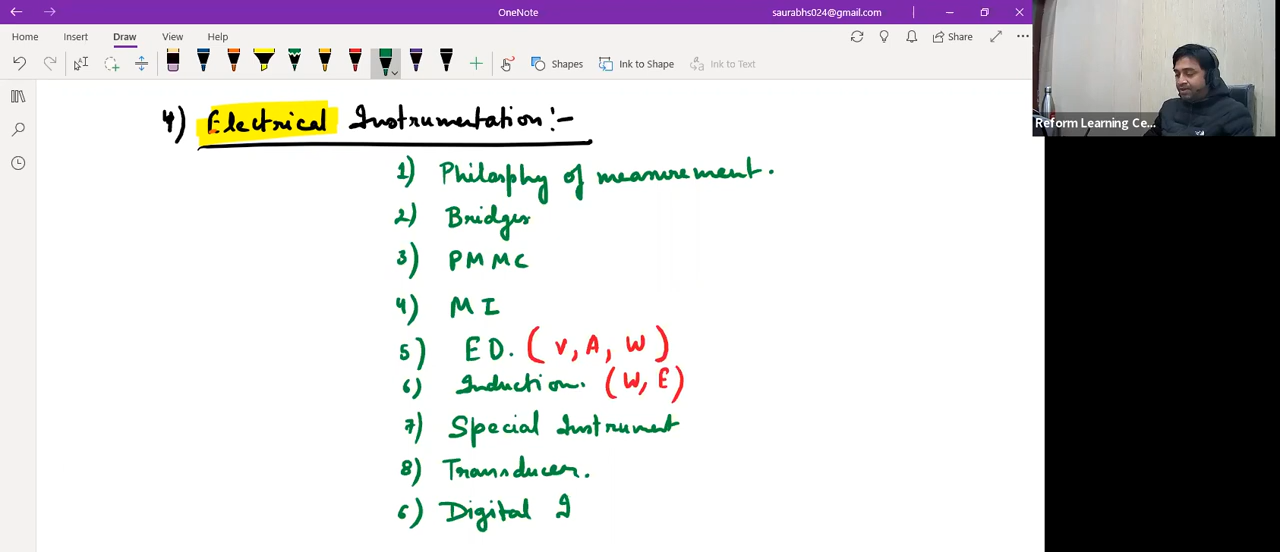 OneNote
saurabhs024@gmail.com
Home Insert Draw View Help
Share
Shapes Ink to Shape Ink to Text
Reform Learning Ce...
4) Electrical Instrumentation :-
1) Philosphy of measurement.
2) Bridges
3) PMMC
4) MI
5) ED. (V, A, W)
6) Induction. (W, E)
7) Special Instrument
8) Transducer.
6) Digital I